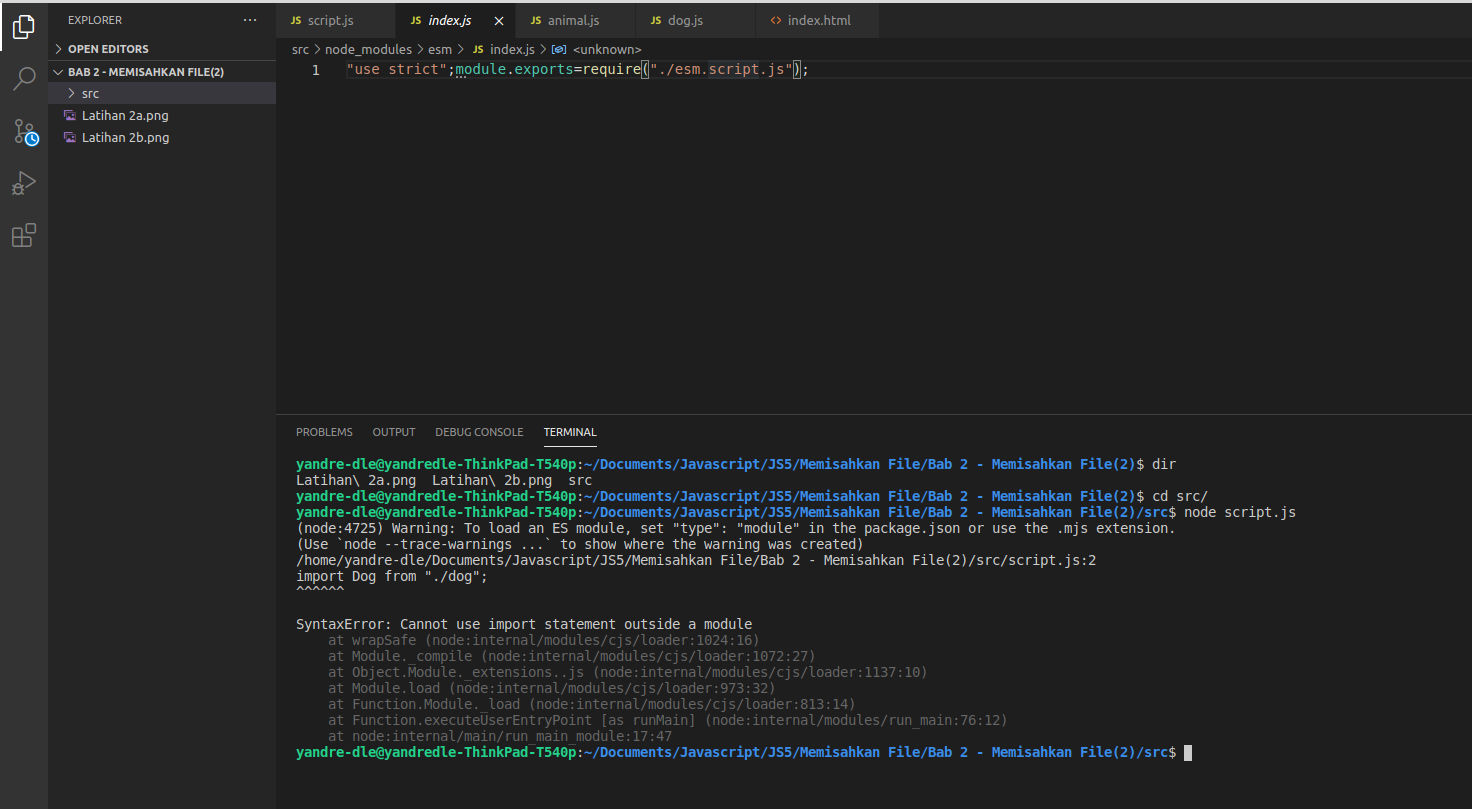 EXPLORER ...
OPEN EDITORS
BAB 2 - MEMISAHKAN FILE(2)
src
Latihan 2a.png
Latihan 2b.png
JS script.js
JS index.js
JS animal.js
JS dog.js
<> index.html
src > node_modules > esm > JS index.js > <unknown>
1 "use strict";module.exports=require("./esm.script.js");
PROBLEMS OUTPUT DEBUG CONSOLE TERMINAL
yandre-dle@yandredle-ThinkPad-T540p:~/Documents/Javascript/JS5/Memisahkan File/Bab 2 - Memisahkan File(2)$ dir
Latihan\ 2a.png  Latihan\ 2b.png  src
yandre-dle@yandredle-ThinkPad-T540p:~/Documents/Javascript/JS5/Memisahkan File/Bab 2 - Memisahkan File(2)$ cd src/
yandre-dle@yandredle-ThinkPad-T540p:~/Documents/Javascript/JS5/Memisahkan File/Bab 2 - Memisahkan File(2)/src$ node script.js
(node:4725) Warning: To load an ES module, set "type": "module" in the package.json or use the .mjs extension.
(Use `node --trace-warnings ...` to show where the warning was created)
/home/yandre-dle/Documents/Javascript/JS5/Memisahkan File/Bab 2 - Memisahkan File(2)/src/script.js:2
import Dog from "./dog";
^^^^^^
SyntaxError: Cannot use import statement outside a module
at wrapSafe (node:internal/modules/cjs/loader:1024:16)
at Module._compile (node:internal/modules/cjs/loader:1072:27)
at Object.Module._extensions..js (node:internal/modules/cjs/loader:1137:10)
at Module.load (node:internal/modules/cjs/loader:973:32)
at Function.Module._load (node:internal/modules/cjs/loader:813:14)
at Function.executeUserEntryPoint [as runMain] (node:internal/modules/run_main:76:12)
at node:internal/main/run_main_module:17:47
yandre-dle@yandredle-ThinkPad-T540p:~/Documents/Javascript/JS5/Memisahkan File/Bab 2 - Memisahkan File(2)/src$